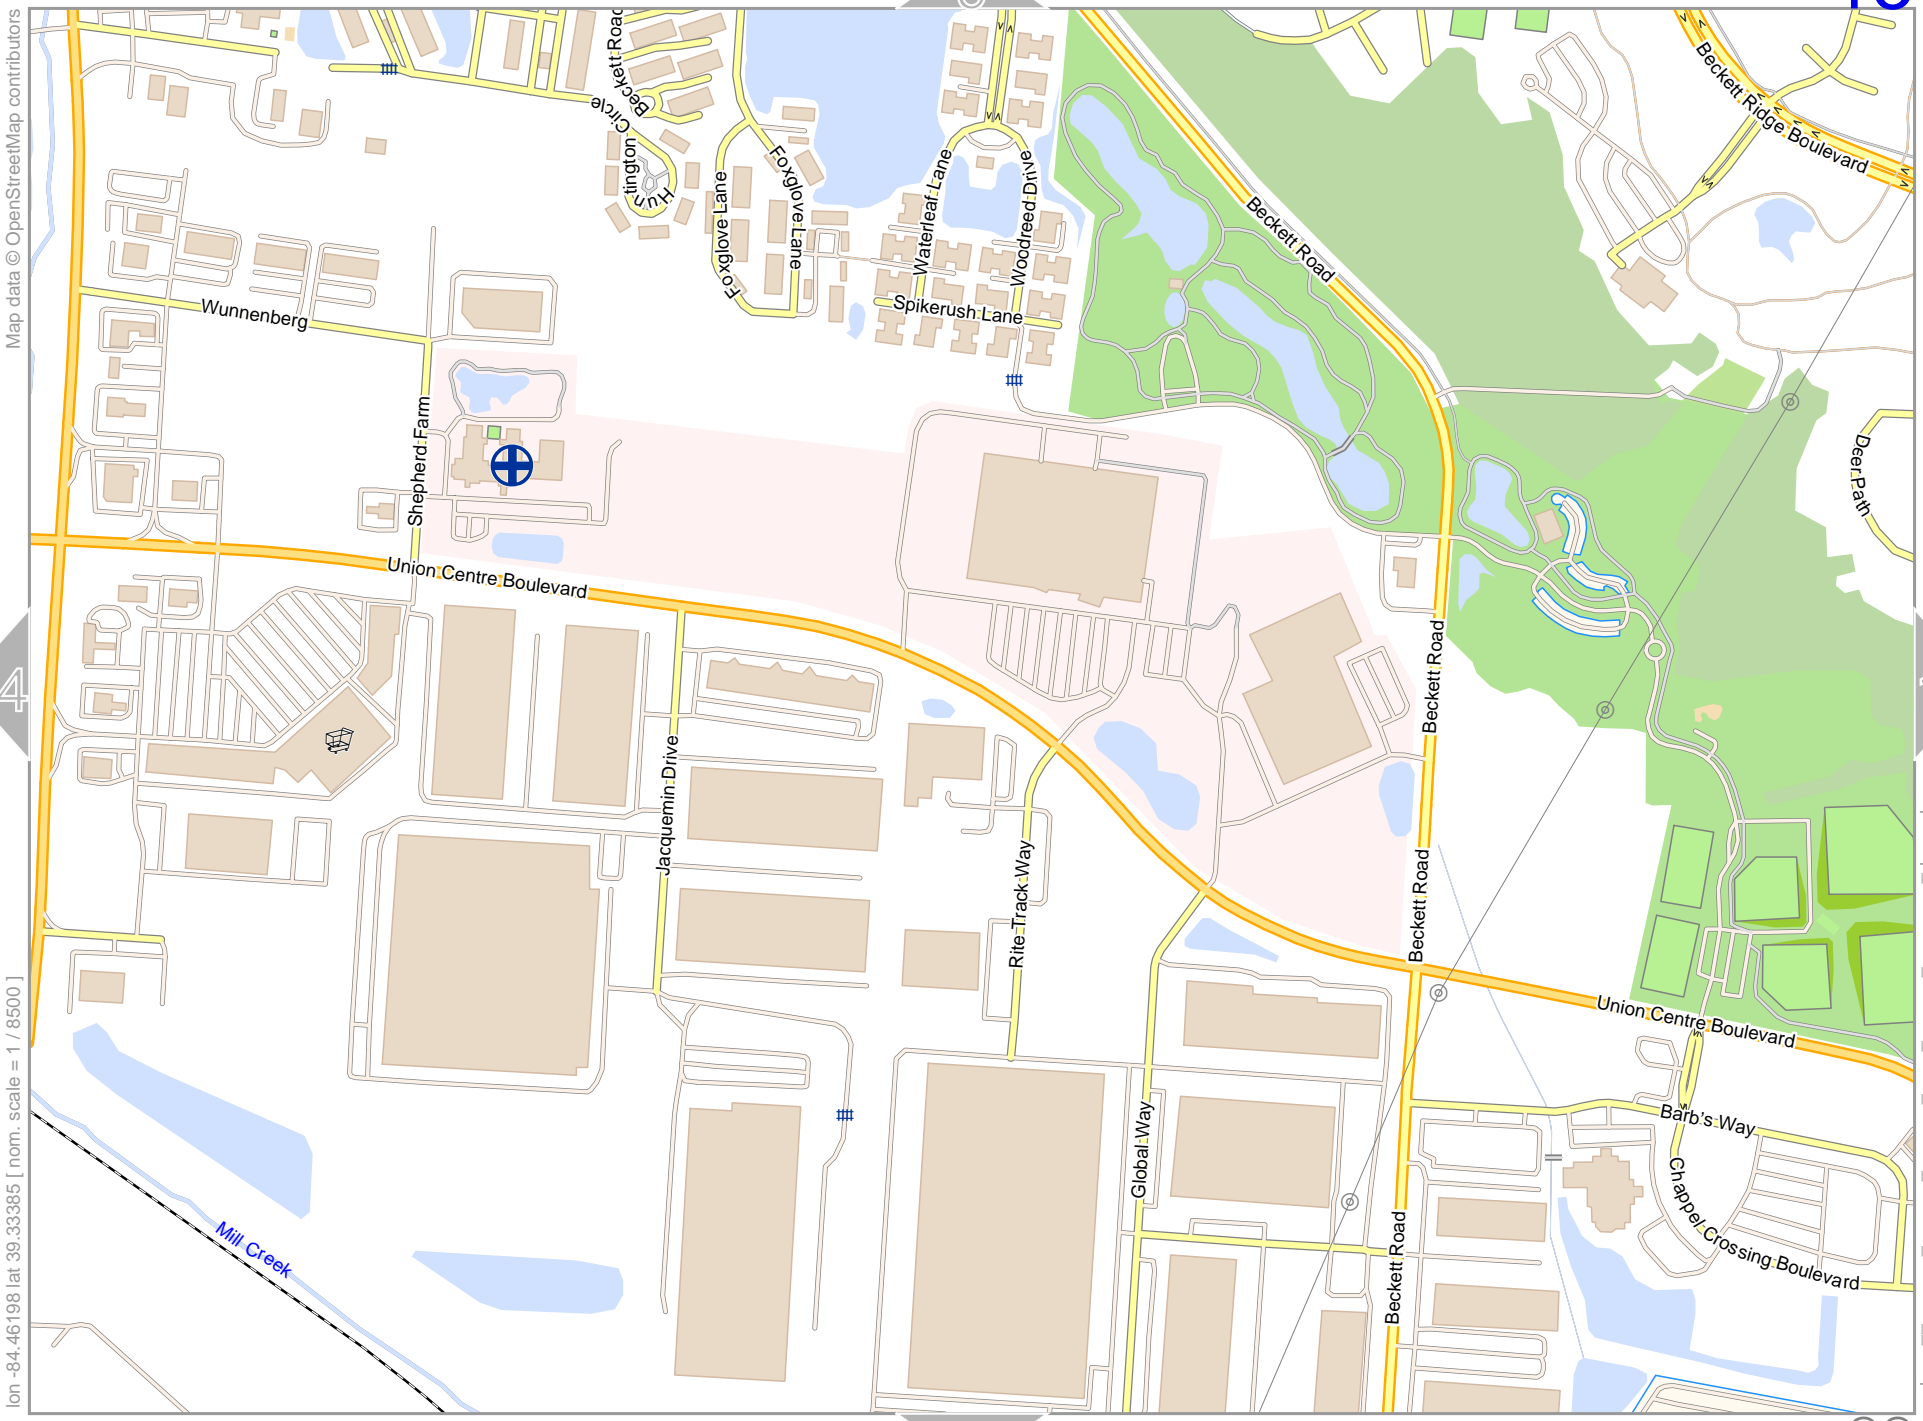 Map data © OpenStreetMap contributors
lon -84.46198 lat 39.33385 [ nom. scale = 1 / 8500 ]
4
Beckett Road
Huntington Circle
Foxglove Lane
Foxglove Lane
Waterleaf Lane
Woodreed Drive
Spikerush Lane
Beckett Road
Beckett Ridge Boulevard
Wunnenberg
Shepherd Farm
Deer Path
Union Centre Boulevard
Beckett Road
Jacquemin Drive
Rite Track Way
Beckett Road
Union Centre Boulevard
Barb's Way
Global Way
Chappel Crossing Boulevard
Mill Creek
Beckett Road